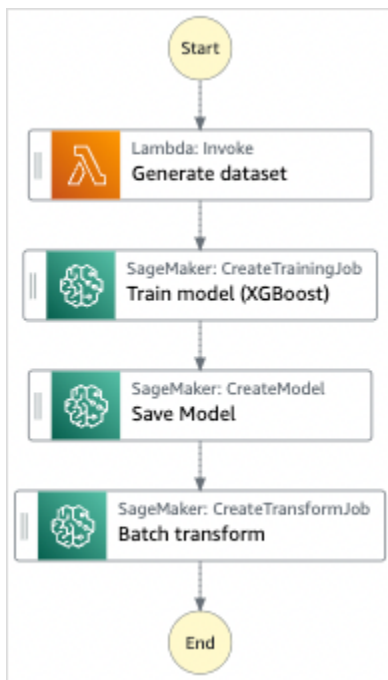 Start
Lambda: Invoke
Generate dataset
SageMaker: CreateTrainingJob
Train model (XGBoost)
SageMaker: CreateModel
Save Model
SageMaker: CreateTransformJob
Batch transform
End